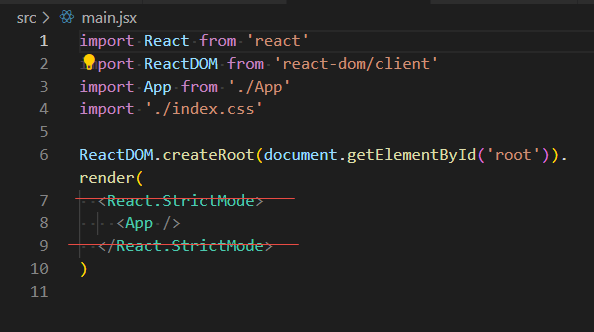 src > main.jsx
1 import React from 'react'
2 import ReactDOM from 'react-dom/client'
3 import App from './App'
4 import './index.css'
5
6 ReactDOM.createRoot(document.getElementById('root')).
render(
7 <React.StrictMode>
8 <App />
9 </React.StrictMode>
10 )
11